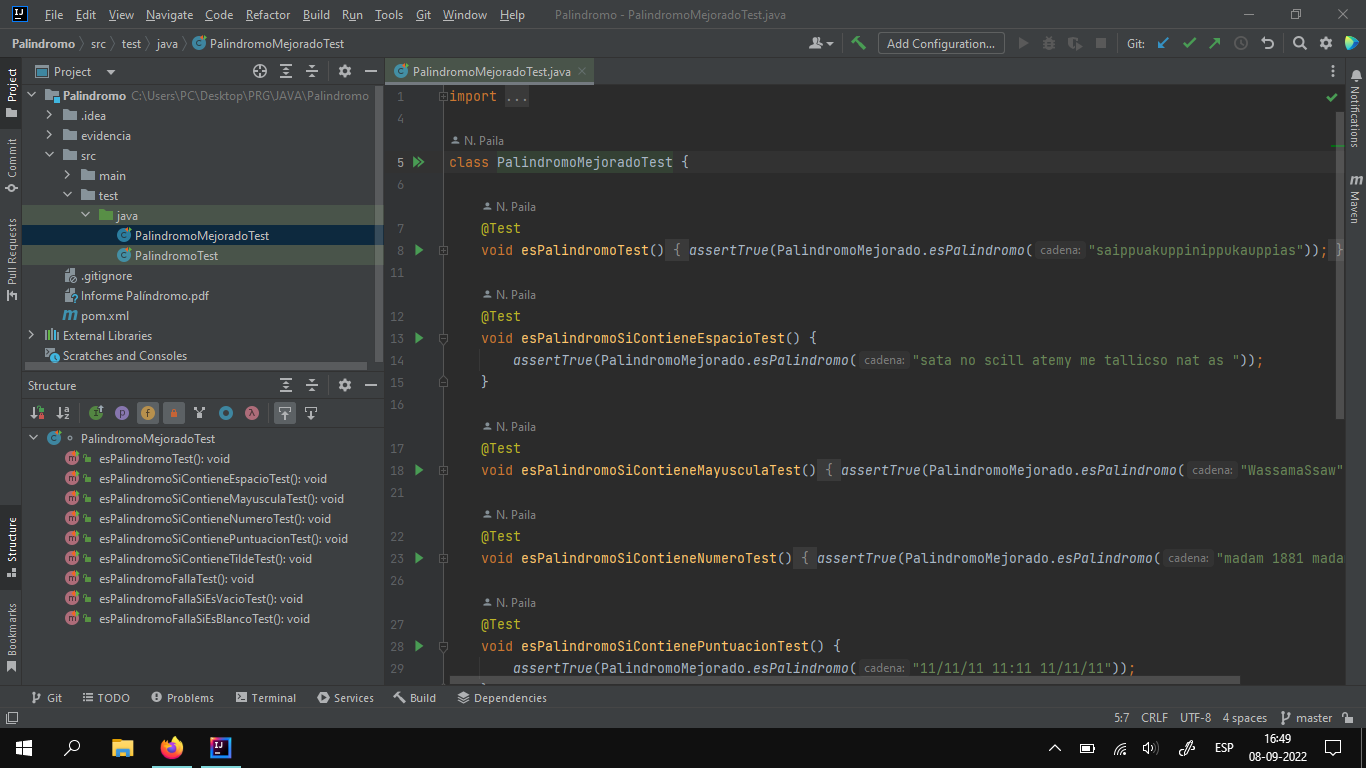 File Edit View Navigate Code Refactor Build Run Tools Git Window Help Palindromo - PalindromoMejoradoTest.java
Palindromo src test java PalindromoMejoradoTest Add Configuration... Git:
Project
Palindromo C:\Users\PC\Desktop\PRG\JAVA\Palindromo
.idea
evidencia
src
main
test
java
PalindromoMejoradoTest
PalindromoTest
.gitignore
Informe Palíndromo.pdf
pom.xml
External Libraries
Scratches and Consoles
Structure
PalindromoMejoradoTest
esPalindromoTest(): void
esPalindromoSiContieneEspacioTest(): void
esPalindromoSiContieneMayusculaTest(): void
esPalindromoSiContieneNumeroTest(): void
esPalindromoSiContienePuntuacionTest(): void
esPalindromoSiContieneTildeTest(): void
esPalindromoFallaTest(): void
esPalindromoFallaSiEsVacioTest(): void
esPalindromoFallaSiEsBlancoTest(): void
Project
Commit
Pull Requests
Structure
Bookmarks
PalindromoMejoradoTest.java
1 import ...
4
N. Paila
5 class PalindromoMejoradoTest {
6
N. Paila
7 @Test
8 void esPalindromoTest() { assertTrue(PalindromoMejorado.esPalindromo( cadena: "saippuakuppinippukauppias")); }
11
N. Paila
12 @Test
13 void esPalindromoSiContieneEspacioTest() {
14 assertTrue(PalindromoMejorado.esPalindromo( cadena: "sata no scill atemy me tallicso nat as "));
15 }
16
N. Paila
17 @Test
18 void esPalindromoSiContieneMayusculaTest() { assertTrue(PalindromoMejorado.esPalindromo( cadena: "WassamaSsaw"
21
N. Paila
22 @Test
23 void esPalindromoSiContieneNumeroTest() { assertTrue(PalindromoMejorado.esPalindromo( cadena: "madam 1881 mada
26
N. Paila
27 @Test
28 void esPalindromoSiContienePuntuacionTest() {
29 assertTrue(PalindromoMejorado.esPalindromo( cadena: "11/11/11 11:11 11/11/11"));
Notifications
Maven
Git TODO Problems Terminal Services Build Dependencies
5:7 CRLF UTF-8 4 spaces master
ESP
16:49
08-09-2022